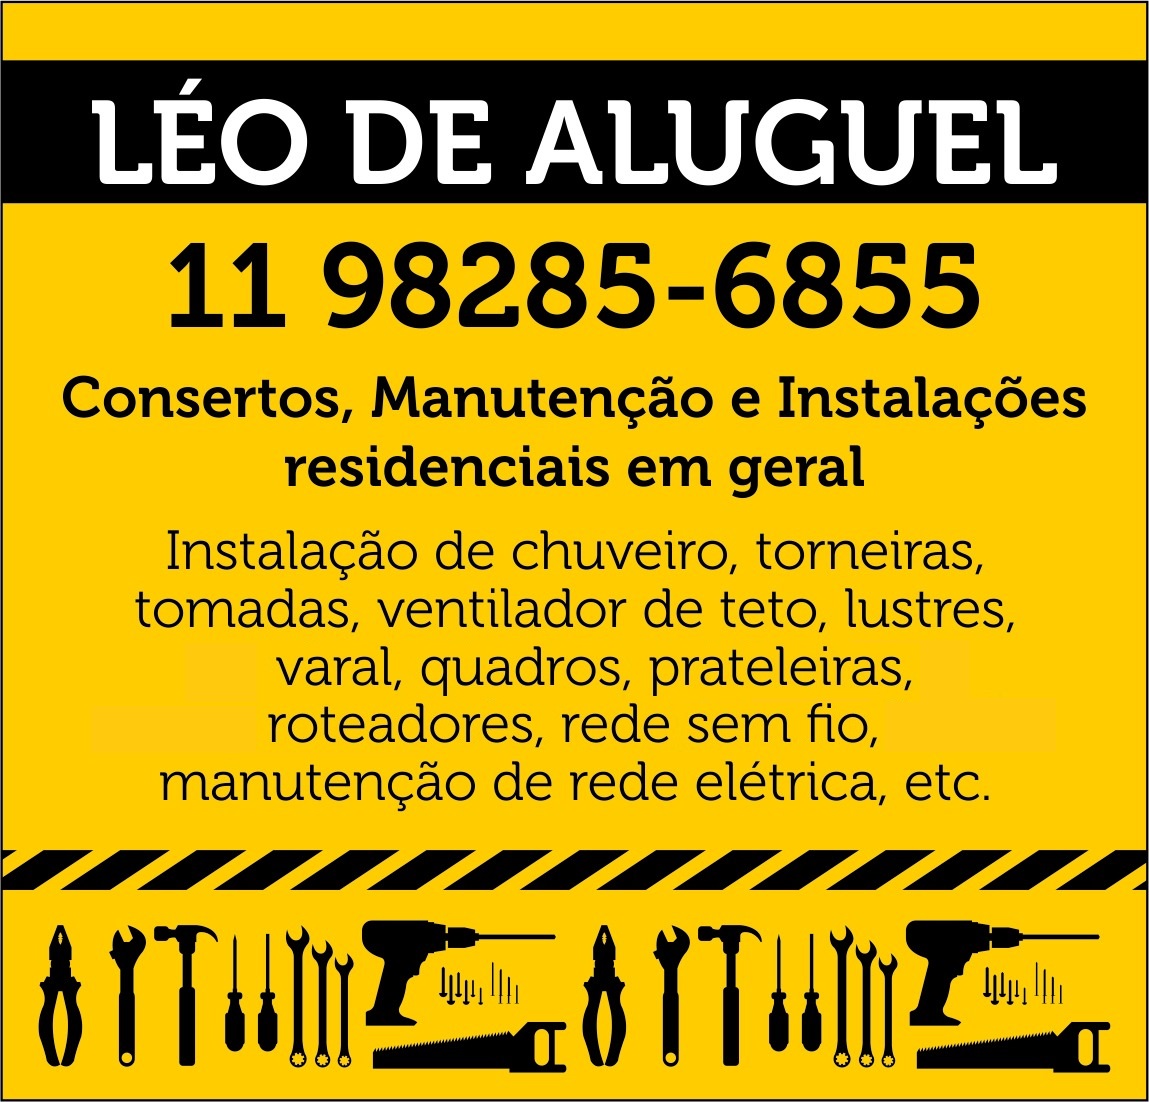 LÉO DE ALUGUEL
11 98285-6855
Consertos, Manutenção e Instalações
residenciais em geral
Instalação de chuveiro, torneiras,
tomadas, ventilador de teto, lustres,
varal, quadros, prateleiras,
roteadores, rede sem fio,
manutenção de rede elétrica, etc.